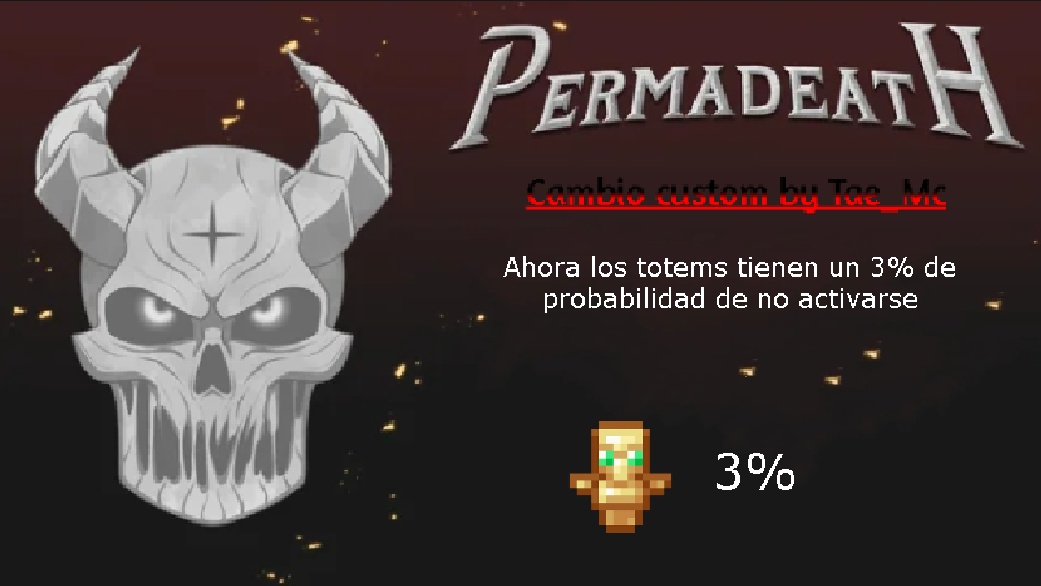 PERMADEATH
Cambio custom by Tae_Mc
Ahora los totems tienen un 3% de
probabilidad de no activarse
3%